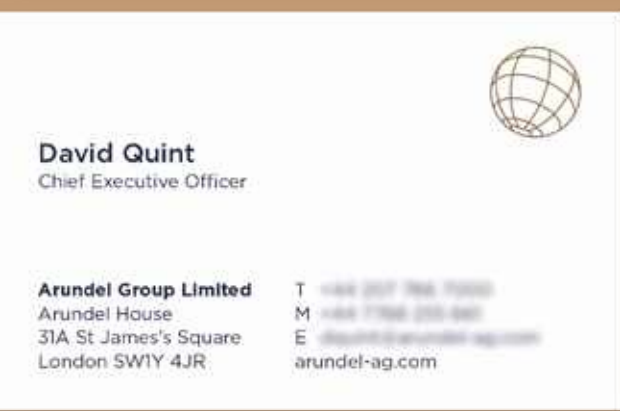 David Quint
Chief Executive Officer
Arundel Group Limited
Arundel House
31A St James's Square
London SW1Y 4JR
T
M
E
arundel-ag.com